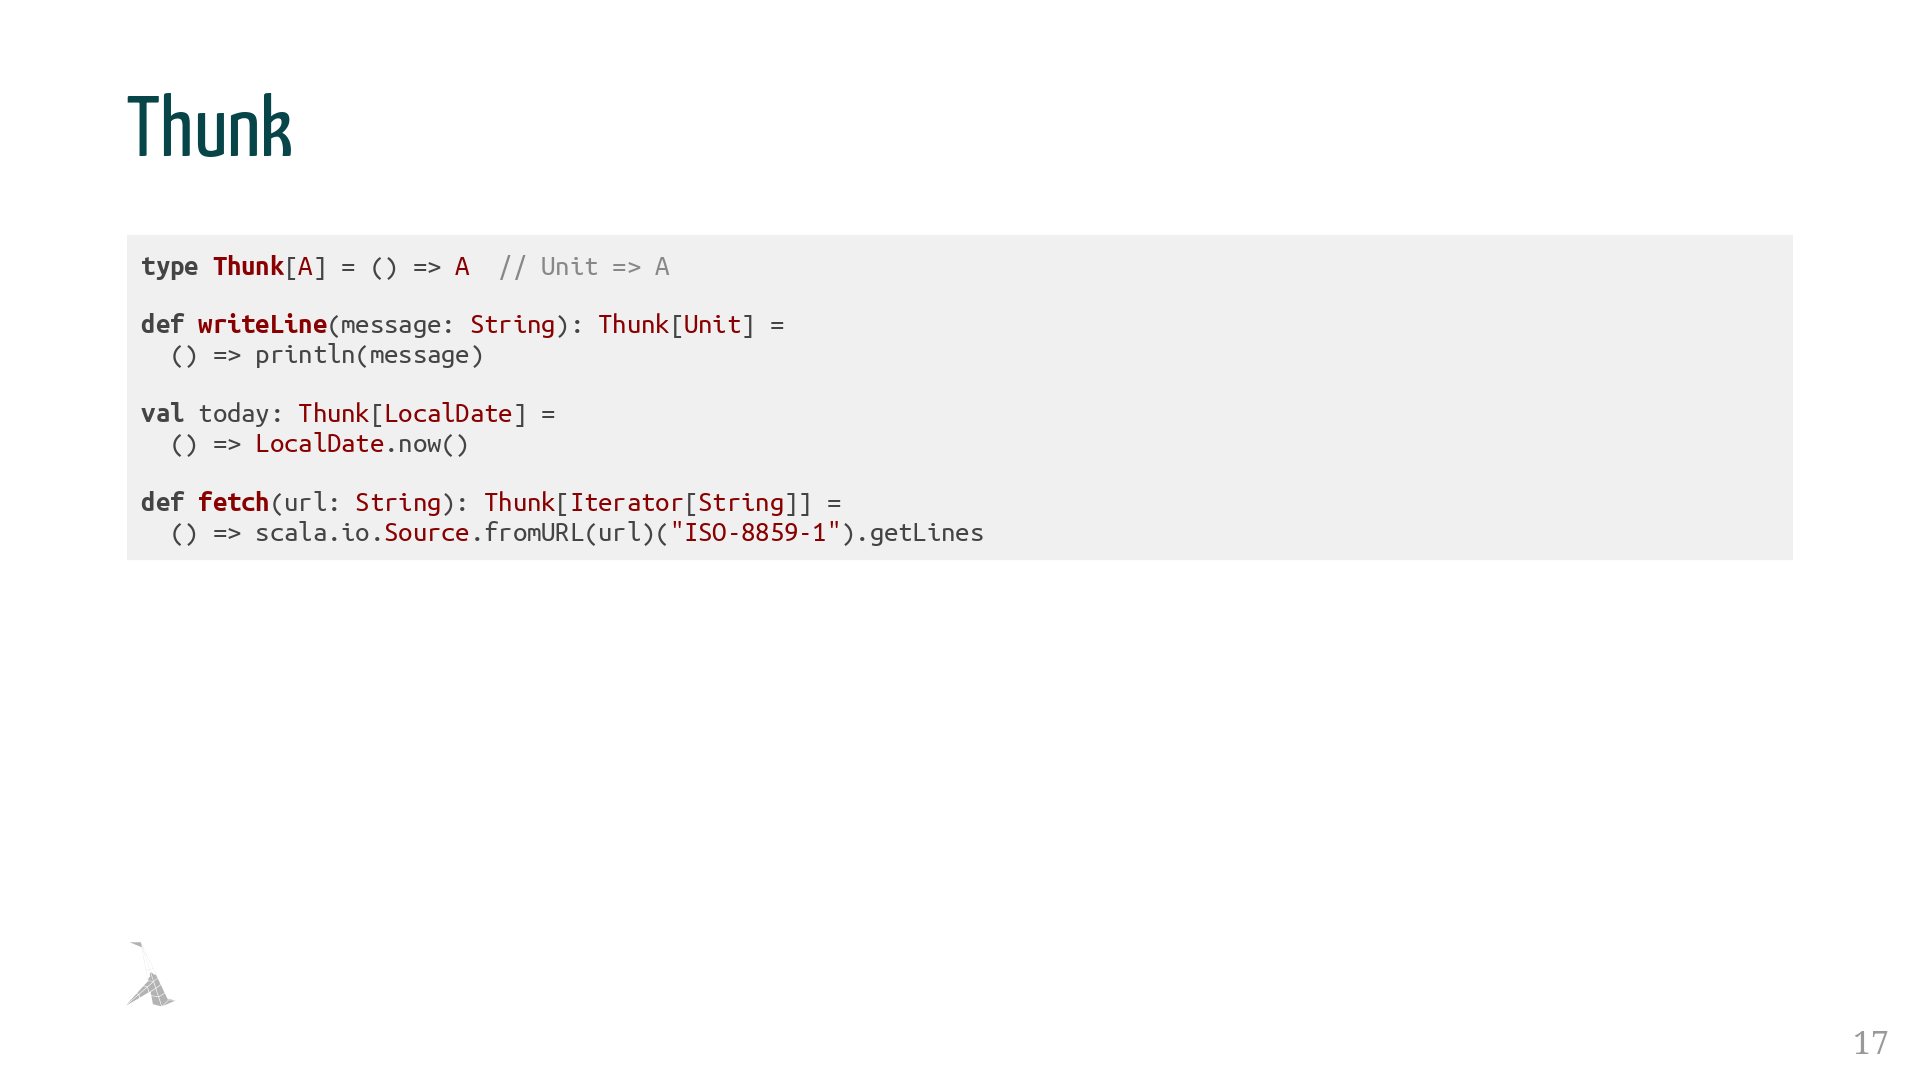 Thunk
type Thunk[A] = () => A  // Unit => A
def writeLine(message: String): Thunk[Unit] =
  () => println(message)
val today: Thunk[LocalDate] =
  () => LocalDate.now()
def fetch(url: String): Thunk[Iterator[String]] =
  () => scala.io.Source.fromURL(url)("ISO-8859-1").getLines
17